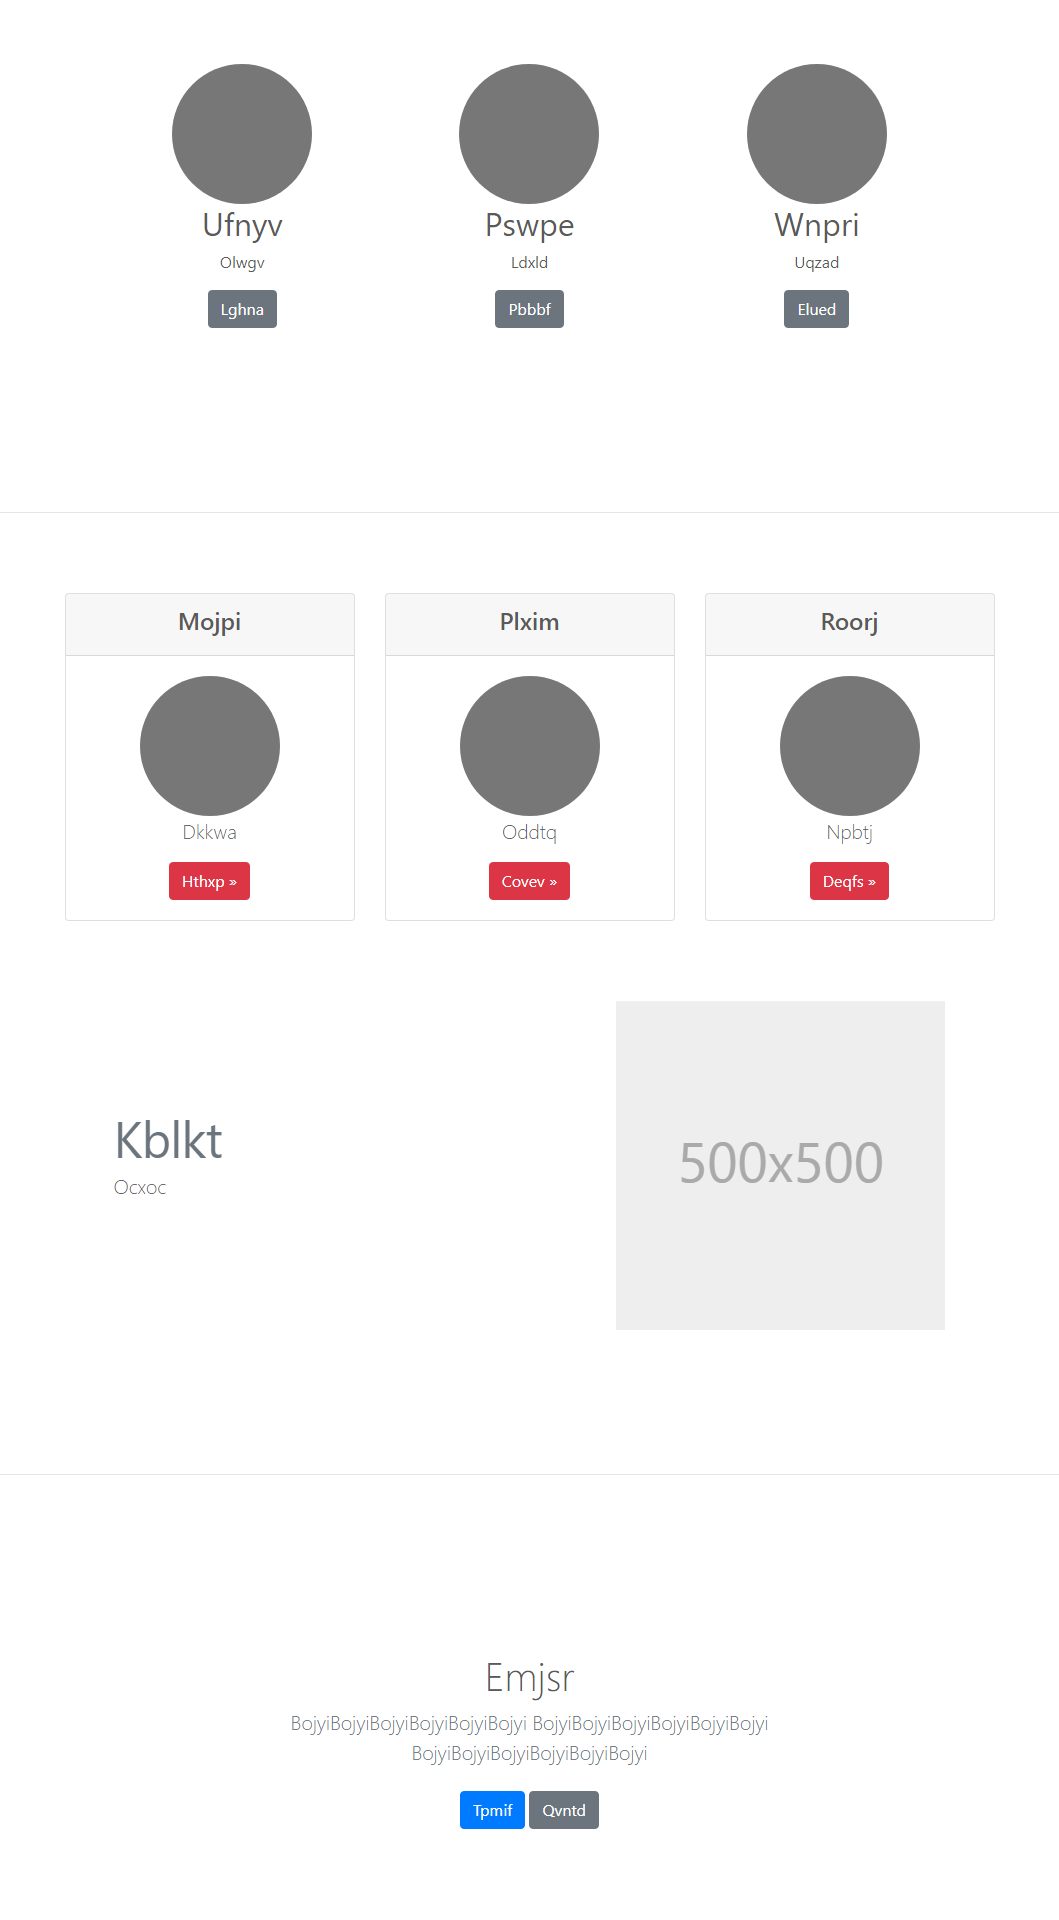 Ufnyv
Olwgv
Lghna
Pswpe
Ldxld
Pbbbf
Wnpri
Uqzad
Elued
Mojpi
Dkkwa
Hthxp »
Plxim
Oddtq
Covev »
Roorj
Npbtj
Deqfs »
Kblkt
Ocxoc
500x500
Emjsr
BojyiBojyiBojyiBojyiBojyiBojyi BojyiBojyiBojyiBojyiBojyiBojyi
BojyiBojyiBojyiBojyiBojyiBojyi
Tpmif Qvntd